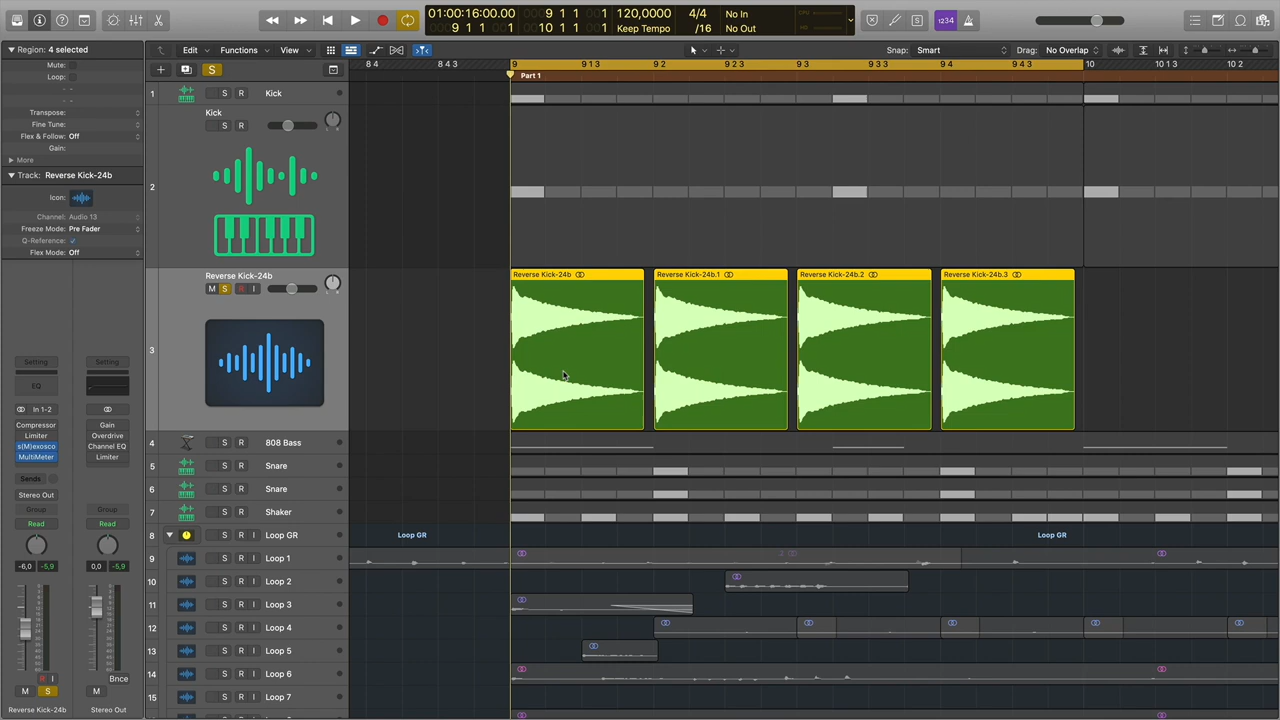 01:00:16:00.00
9 1 1 1
9 1 1 001
10 1 1 001
120,0000
Keep Tempo
4/4
/16
No In
No Out
CPU
HD
1234
Region: 4 selected
Edit
Functions
View
Snap: Smart
Drag: No Overlap
Mute:
Loop:
Transpose:
Fine Tune:
Flex & Follow: Off
Gain:
More
Track: Reverse Kick-24b
Icon:
Channel: Audio 13
Freeze Mode: Pre Fader
Q-Reference:
Flex Mode: Off
S
8 4
8 4 3
9
9 1 3
9 2
9 2 3
9 3
9 3 3
9 4
9 4 3
10
10 1 3
10 2
Part 1
1
S R Kick
2
Kick
S R
3
Reverse Kick-24b
M S R I
Reverse Kick-24b
Reverse Kick-24b.1
Reverse Kick-24b.2
Reverse Kick-24b.3
4 S R 808 Bass
5 S R Snare
6 S R Snare
7 S R Shaker
8 S R Loop GR
Loop GR
Loop GR
9 S R I Loop 1
10 S R I Loop 2
11 S R I Loop 3
12 S R I Loop 4
13 S R I Loop 5
14 S R I Loop 6
15 S R I Loop 7
Setting
Setting
EQ
In 1-2
Compressor
Limiter
s(M)exosco
MultiMeter
Gain
Overdrive
Channel EQ
Limiter
Sends
Stereo Out
Group
Group
Read
Read
-6,0
-5,9
0,0
-5,9
R I
Bnce
M S
M
Reverse Kick-24b
Stereo Out